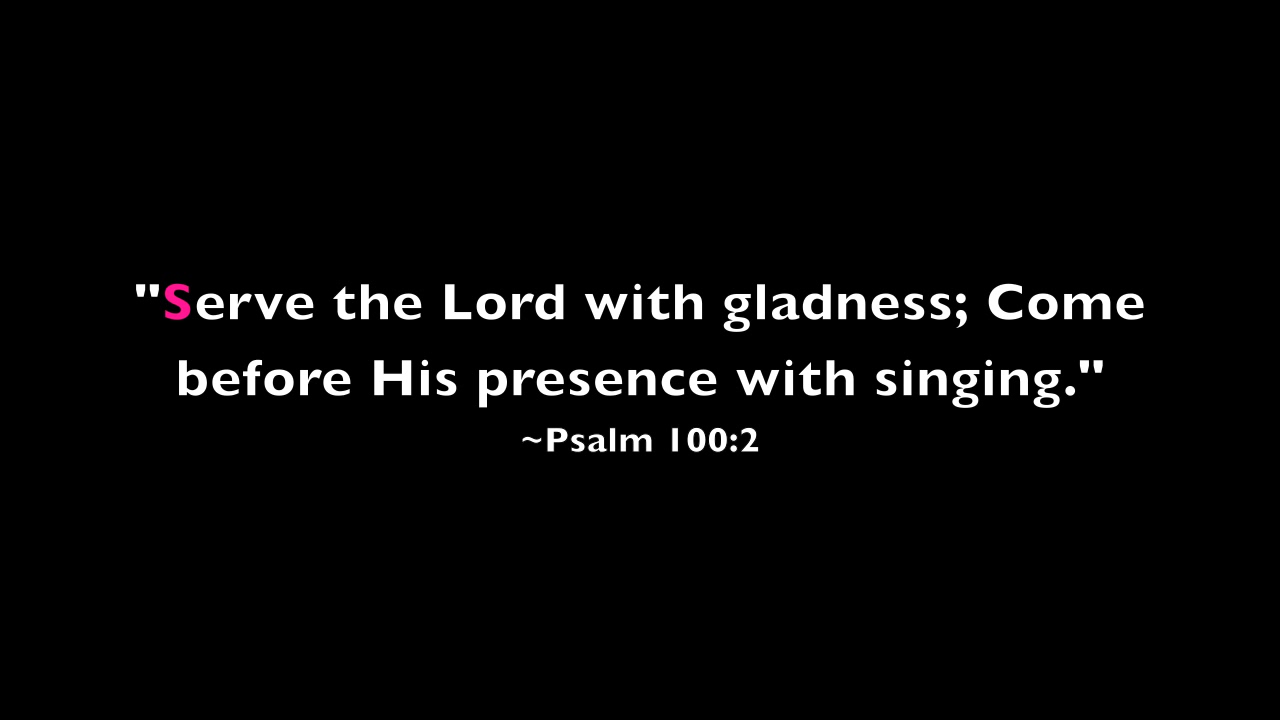 "Serve the Lord with gladness; Come
before His presence with singing."
~Psalm 100:2